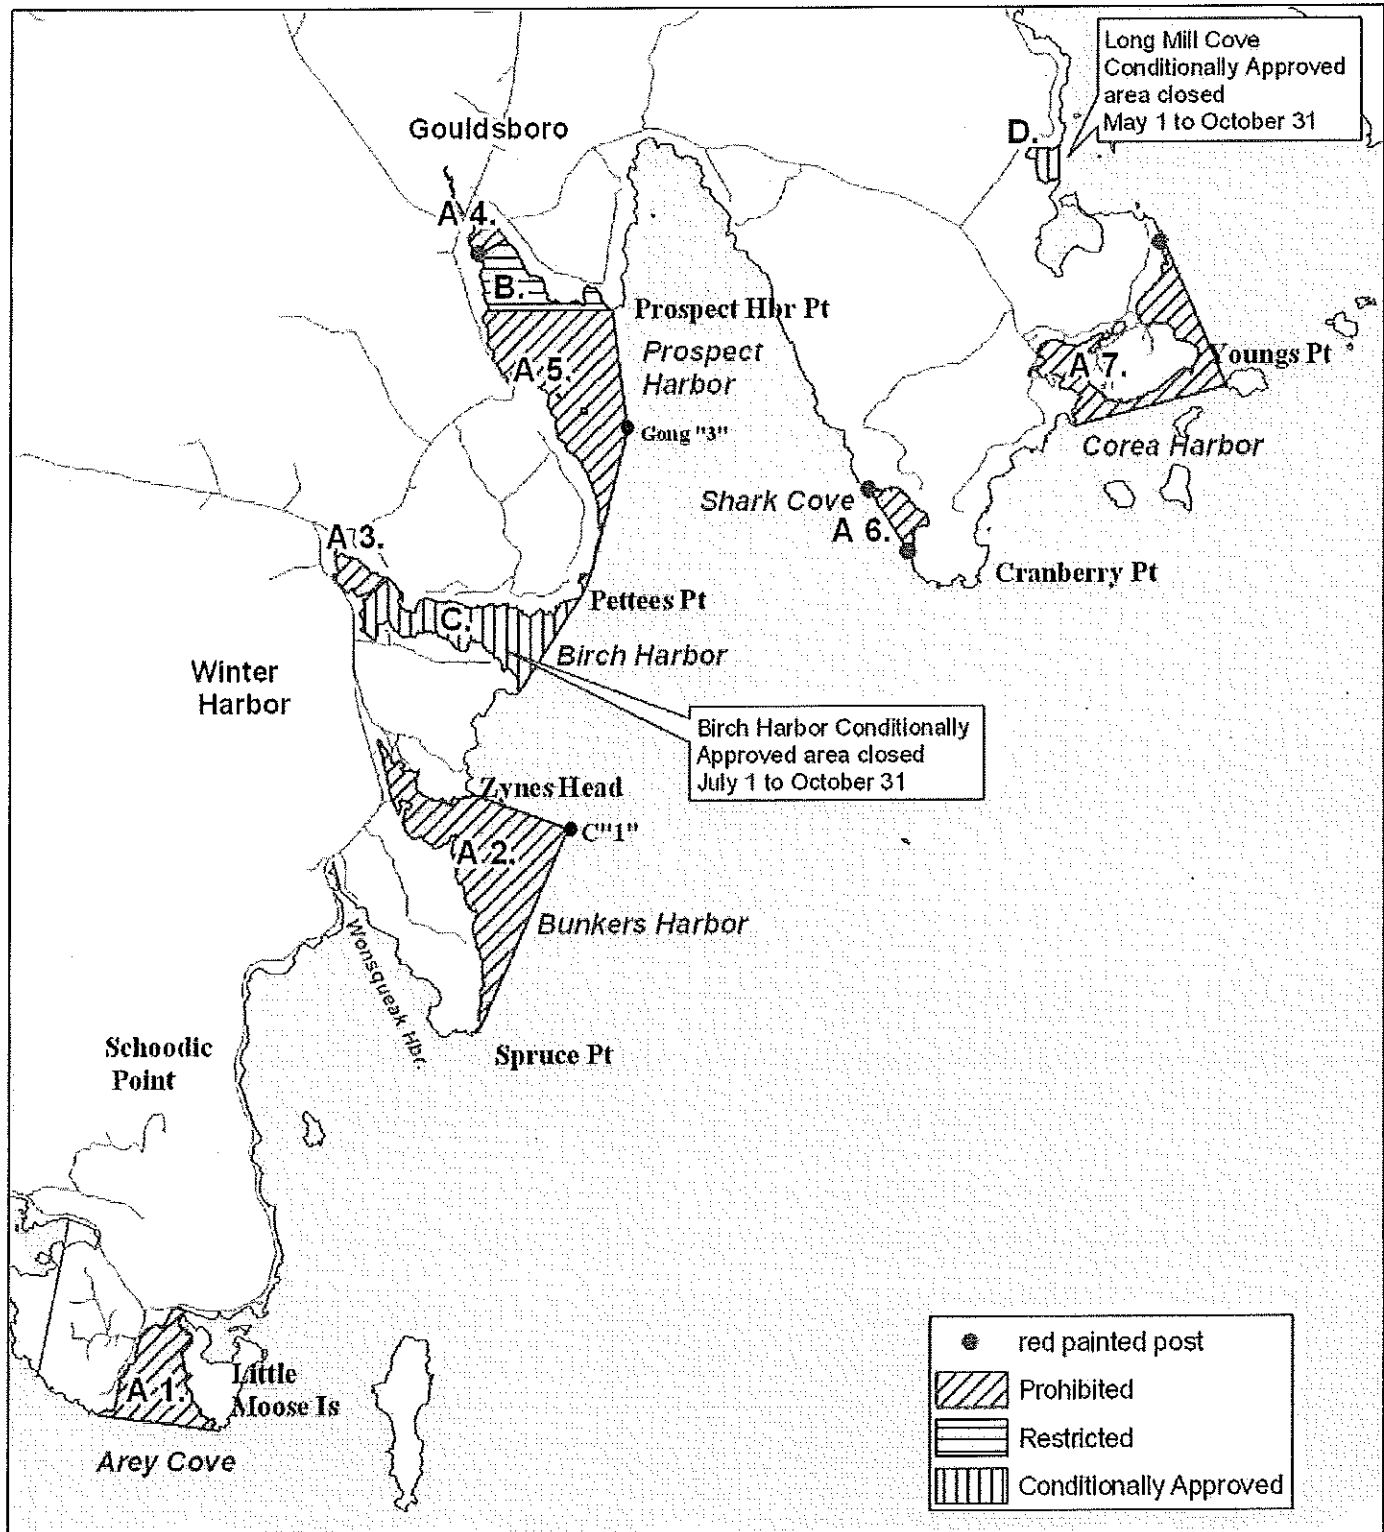 Long Mill Cove
Conditionally Approved
area closed
May 1 to October 31
Gouldsboro
D.
A 4.
B.
Prospect Hbr Pt
Prospect
Harbor
A 5.
A 7.
Youngs Pt
Gong "3"
Corea Harbor
Shark Cove
A 6.
A 3.
Cranberry Pt
Pettees Pt
C.
Birch Harbor
Winter
Harbor
Birch Harbor Conditionally
Approved area closed
July 1 to October 31
Zynes Head
C"1"
A 2.
Bunkers Harbor
Wonsqueak Hbr.
Schoodic
Point
Spruce Pt
red painted post
Prohibited
Restricted
Conditionally Approved
Little
Moose Is
A 1.
Arey Cove